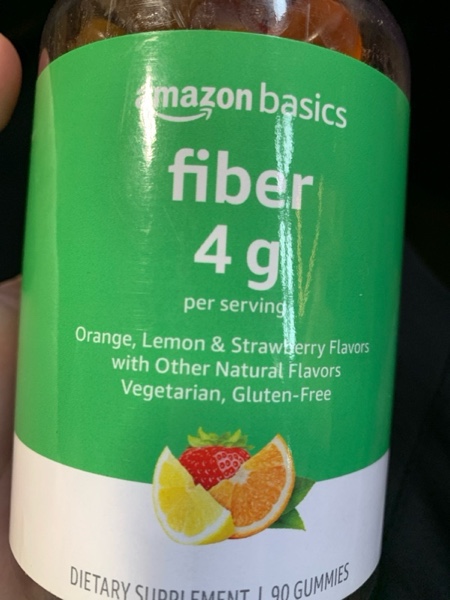 amazon basics
fiber
4 g
per serving
Orange, Lemon & Strawberry Flavors
with Other Natural Flavors
Vegetarian, Gluten-Free
DIETARY SUPPLEMENT | 90 GUMMIES